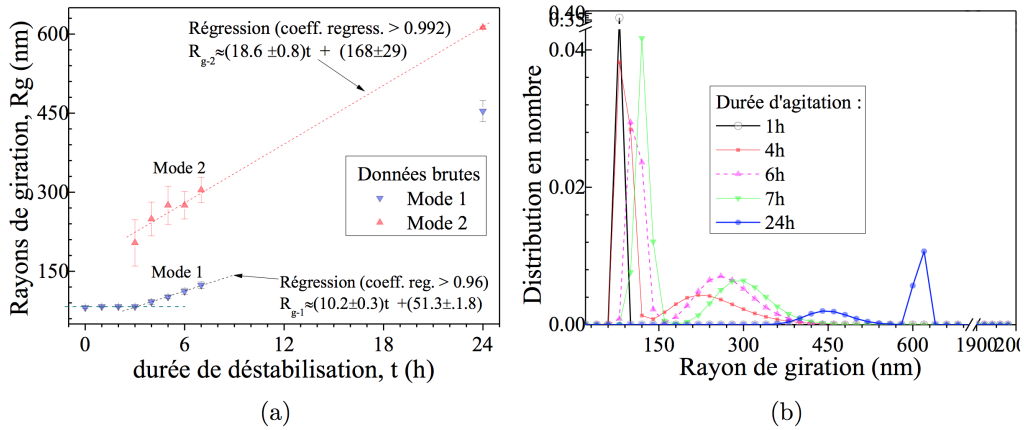 600
450
300
150
0
6
12
18
24
Rayons de giration, Rg (nm)
durée de déstabilisation, t (h)
Régression (coeff. regress. > 0.992)
Rg-2≈(18.6 ±0.8)t + (168±29)
Mode 2
Données brutes
Mode 1
Mode 2
Mode 1
Régression (coeff. reg. > 0.96)
Rg-1≈(10.2±0.3)t +(51.3±.1.8)
(a)
0.40
0.35
0.04
0.02
0.00
150
300
450
600
1900
200
Distribution en nombre
Rayon de giration (nm)
Durée d'agitation :
1h
4h
6h
7h
24h
(b)